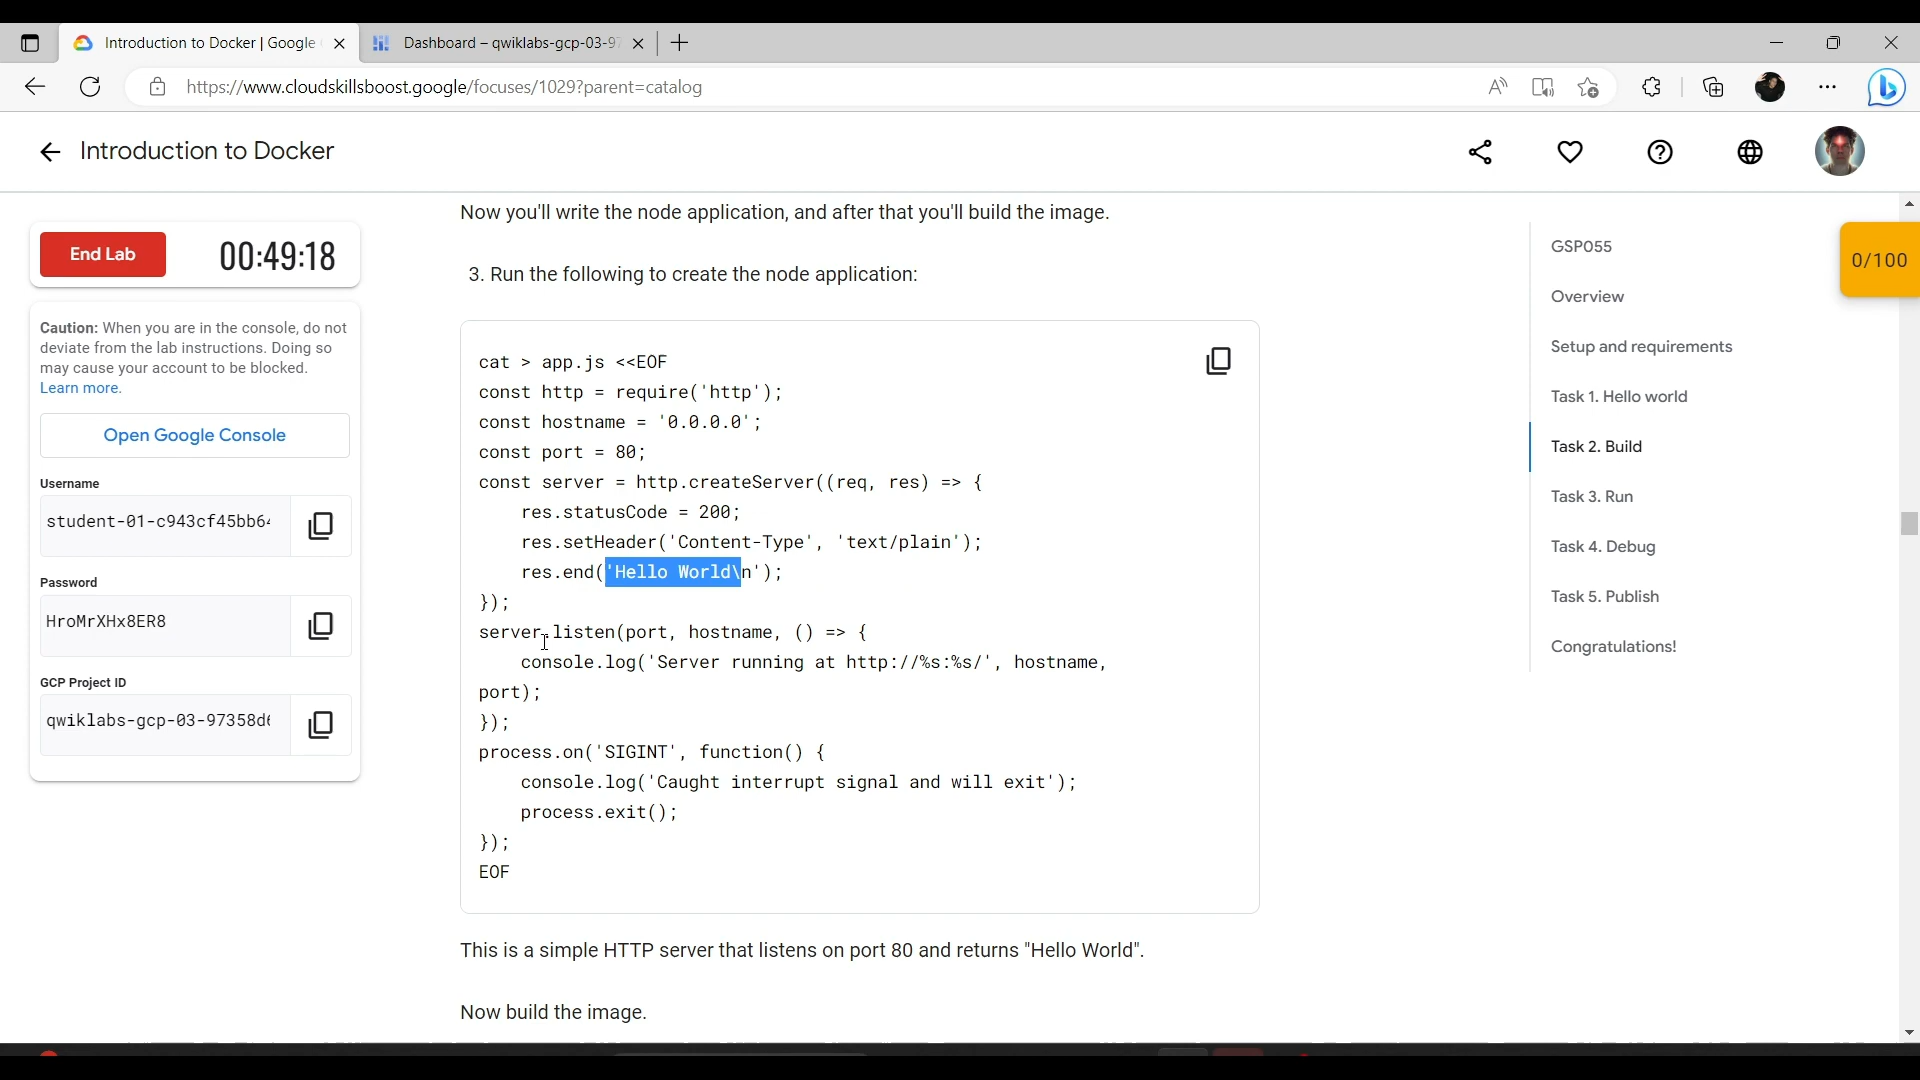 Introduction to Docker | Google
Dashboard – qwiklabs-gcp-03-97
https://www.cloudskillsboost.google/focuses/1029?parent=catalog
Introduction to Docker
End Lab
00:49:18
Caution: When you are in the console, do not
deviate from the lab instructions. Doing so
may cause your account to be blocked.
Learn more.
Open Google Console
Username
student-01-c943cf45bb64
Password
HroMrXHx8ER8
GCP Project ID
qwiklabs-gcp-03-97358d6
Now you'll write the node application, and after that you'll build the image.
3. Run the following to create the node application:
cat > app.js <<EOF
const http = require('http');
const hostname = '0.0.0.0';
const port = 80;
const server = http.createServer((req, res) => {
    res.statusCode = 200;
    res.setHeader('Content-Type', 'text/plain');
    res.end('Hello World\n');
});
server.listen(port, hostname, () => {
    console.log('Server running at http://%s:%s/', hostname,
port);
});
process.on('SIGINT', function() {
    console.log('Caught interrupt signal and will exit');
    process.exit();
});
EOF
This is a simple HTTP server that listens on port 80 and returns "Hello World".
Now build the image.
GSP055
Overview
Setup and requirements
Task 1. Hello world
Task 2. Build
Task 3. Run
Task 4. Debug
Task 5. Publish
Congratulations!
0/100